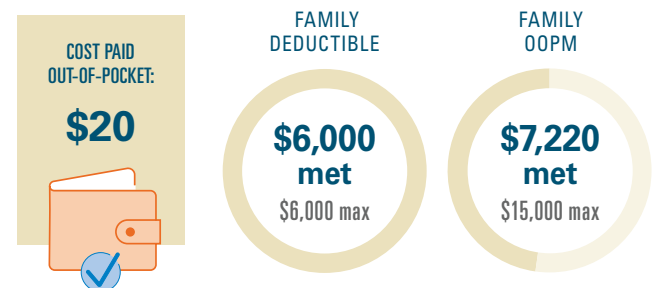 COST PAID
OUT-OF-POCKET:
$20
FAMILY
DEDUCTIBLE
$6,000
met
$6,000 max
FAMILY
OOPM
$7,220
met
$15,000 max